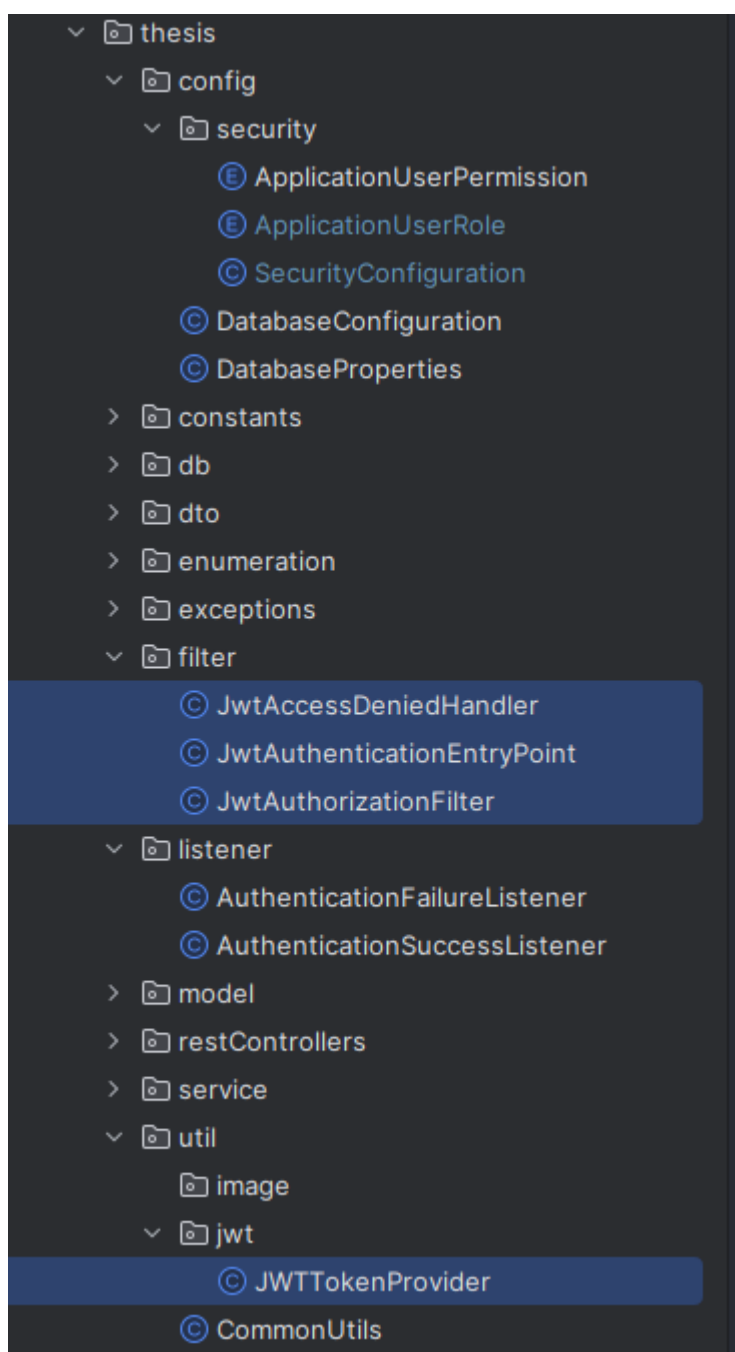 thesis
config
security
E ApplicationUserPermission
E ApplicationUserRole
C SecurityConfiguration
C DatabaseConfiguration
C DatabaseProperties
constants
db
dto
enumeration
exceptions
filter
C JwtAccessDeniedHandler
C JwtAuthenticationEntryPoint
C JwtAuthorizationFilter
listener
C AuthenticationFailureListener
C AuthenticationSuccessListener
model
restControllers
service
util
image
jwt
C JWTTokenProvider
C CommonUtils